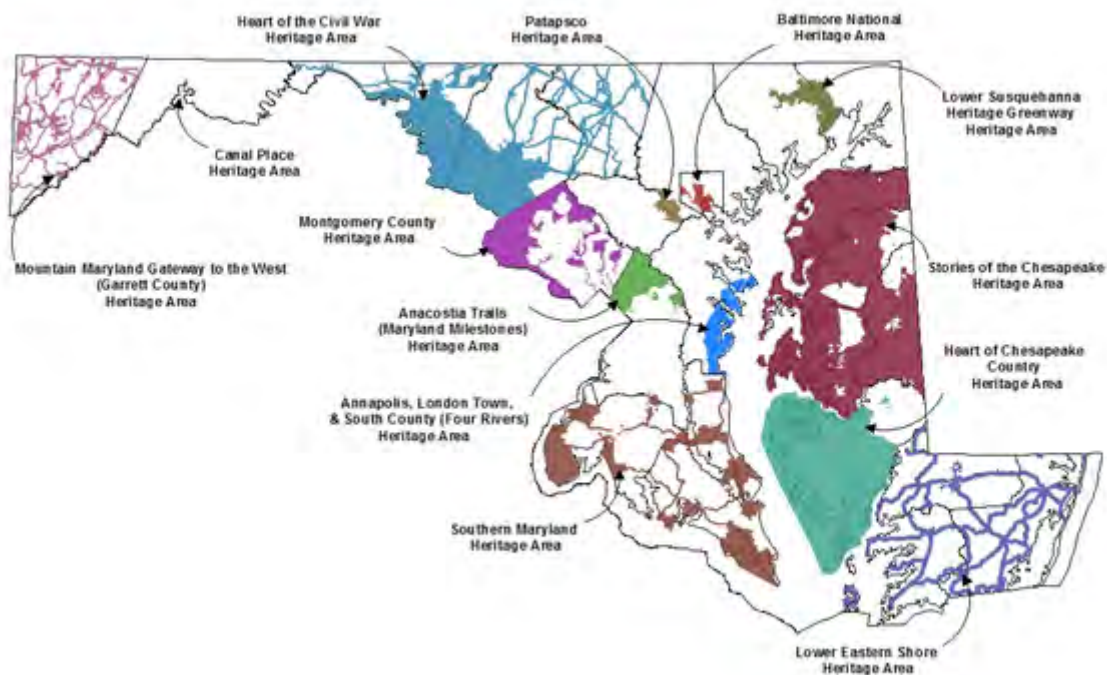 Heart of the Civil War
Heritage Area
Patapsco
Heritage Area
Baltimore National
Heritage Area
Lower Susquehanna
Heritage Greenway
Heritage Area
Canal Place
Heritage Area
Montgomery County
Heritage Area
Mountain Maryland Gateway to the West
(Garrett County)
Heritage Area
Stories of the Chesapeake
Heritage Area
Anacostia Trails
(Maryland Milestones)
Heritage Area
Heart of Chesapeake
Country
Heritage Area
Annapolis, London Town,
& South County (Four Rivers)
Heritage Area
Southern Maryland
Heritage Area
Lower Eastern Shore
Heritage Area